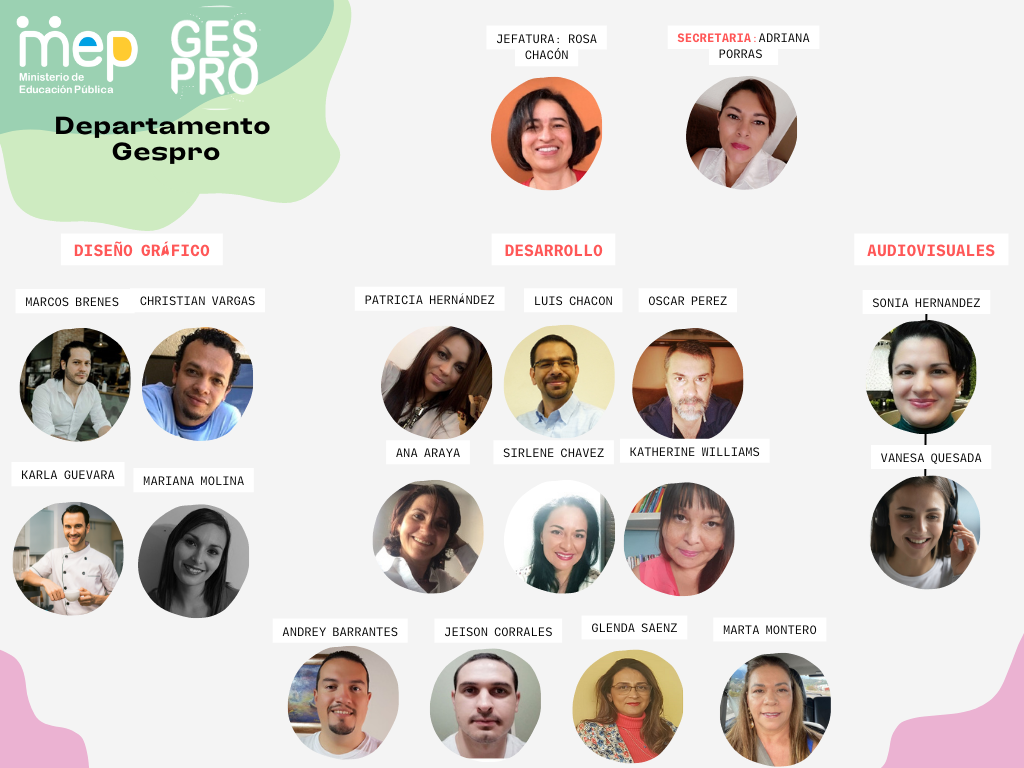 mep
Ministerio de
Educación Pública
GES
PRO
Departamento
Gespro
JEFATURA: ROSA
CHACÓN
SECRETARIA:ADRIANA
PORRAS
DISEÑO GRÁFICO
MARCOS BRENES
CHRISTIAN VARGAS
KARLA GUEVARA
MARIANA MOLINA
DESARROLLO
PATRICIA HERNÁNDEZ
LUIS CHACON
OSCAR PEREZ
ANA ARAYA
SIRLENE CHAVEZ
KATHERINE WILLIAMS
ANDREY BARRANTES
JEISON CORRALES
GLENDA SAENZ
MARTA MONTERO
AUDIOVISUALES
SONIA HERNANDEZ
VANESA QUESADA